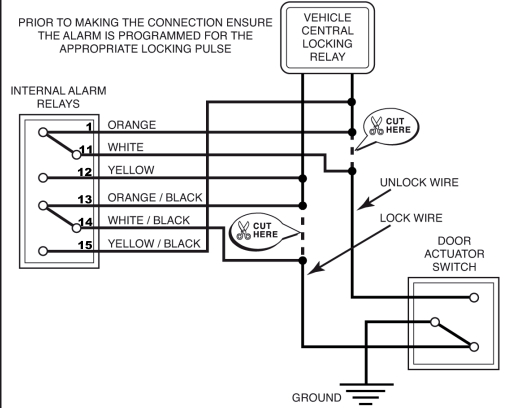 PRIOR TO MAKING THE CONNECTION ENSURE
THE ALARM IS PROGRAMMED FOR THE
APPROPRIATE LOCKING PULSE
VEHICLE
CENTRAL
LOCKING
RELAY
INTERNAL ALARM
RELAYS
1 ORANGE
11 WHITE
12 YELLOW
13 ORANGE / BLACK
14 WHITE / BLACK
15 YELLOW / BLACK
CUT
HERE
CUT
HERE
UNLOCK WIRE
LOCK WIRE
DOOR
ACTUATOR
SWITCH
GROUND